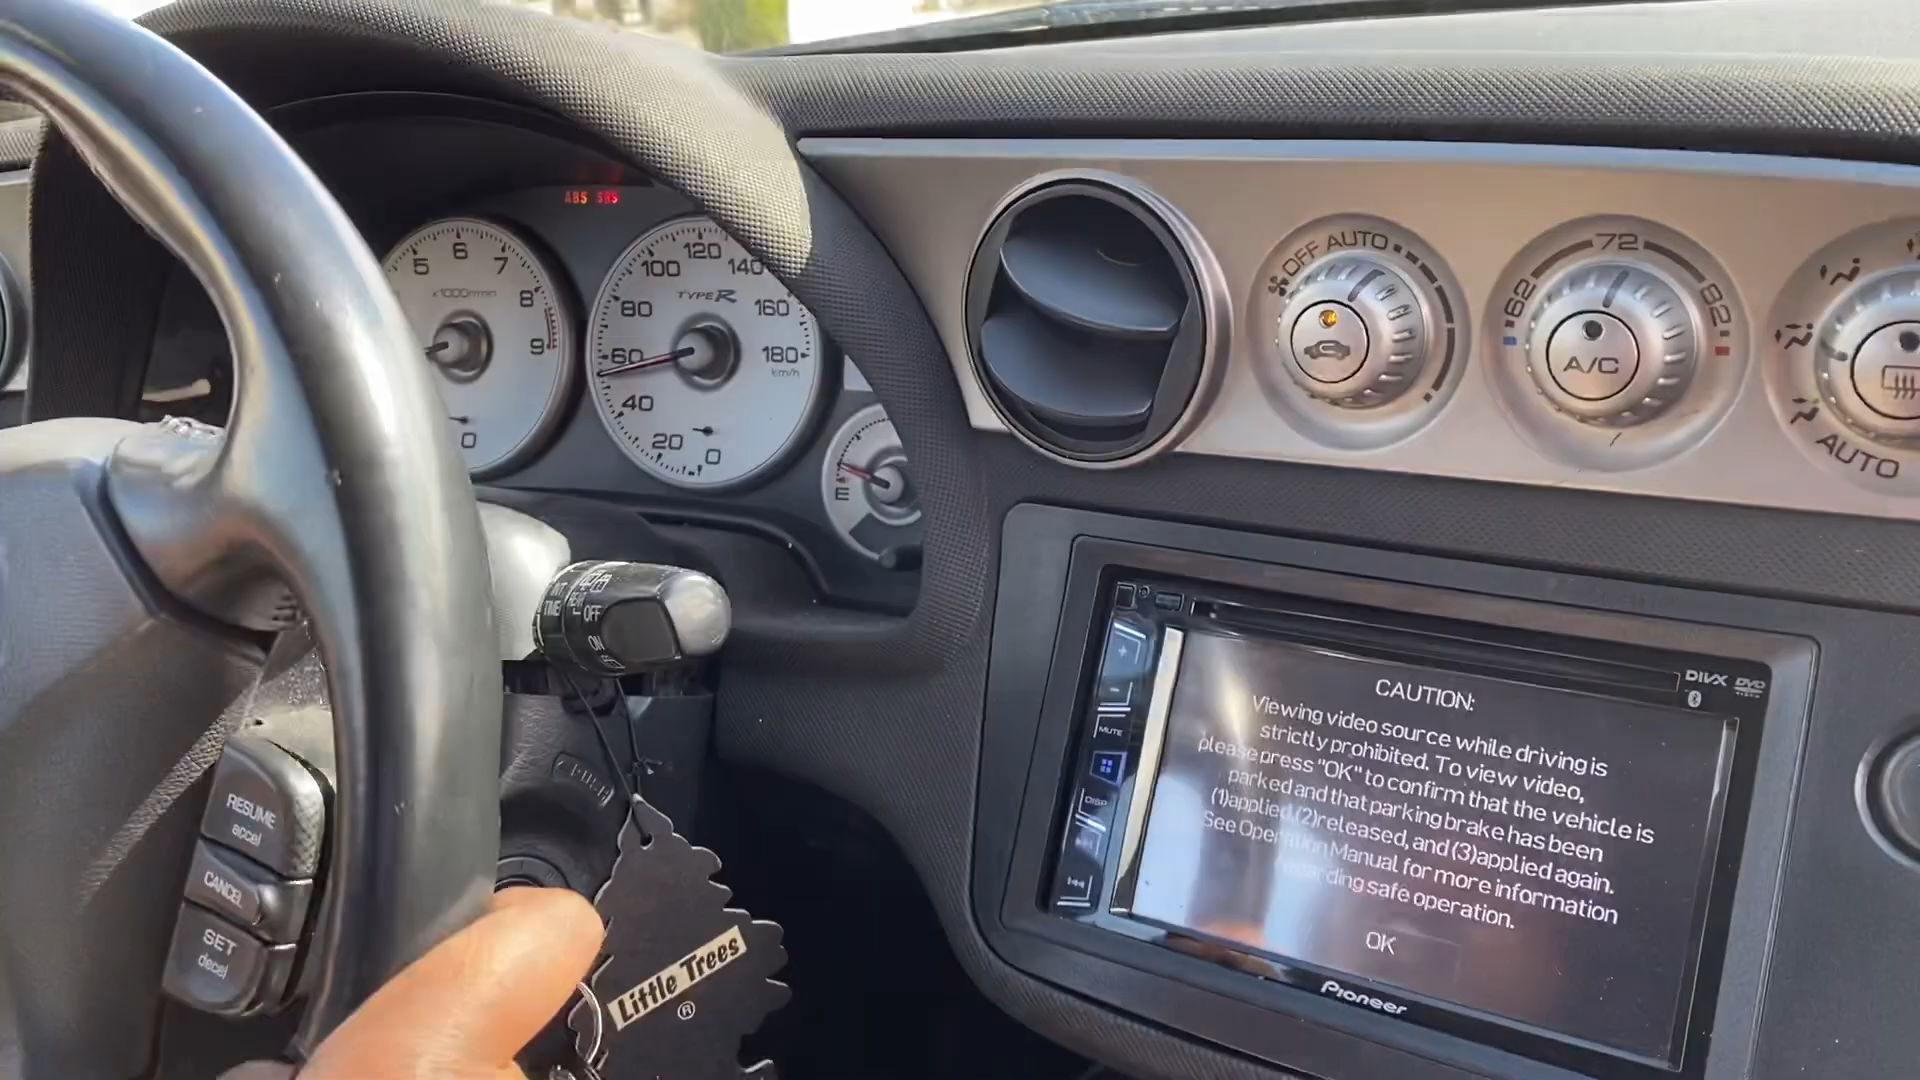 ABS SRS
5
6
7
8
9
x1000r/min
0
0
20
40
60
80
100
120
140
160
180
km/h
TYPE R
E
OFF AUTO
62
72
82
A/C
AUTO
INT
TIME
OFF
ON
PUSH
RESUME
accel
CANCEL
SET
decel
Little Trees
®
MUTE
DISP
DIVX DVD
CAUTION:
Viewing video source while driving is
strictly prohibited. To view video,
please press "OK" to confirm that the vehicle is
parked and that parking brake has been
(1)applied,(2)released, and (3)applied again.
See Operation Manual for more information
regarding safe operation.
OK
Pioneer